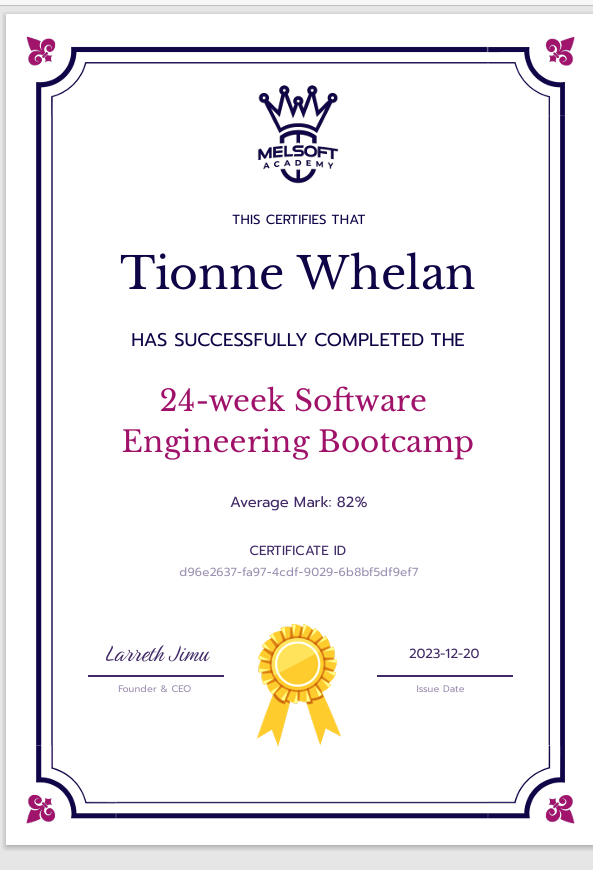 MELSOFT
ACADEMY
THIS CERTIFIES THAT
Tionne Whelan
HAS SUCCESSFULLY COMPLETED THE
24-week Software
Engineering Bootcamp
Average Mark: 82%
CERTIFICATE ID
d96e2637-fa97-4cdf-9029-6b8bf5df9ef7
Larreth Jimu
2023-12-20
Founder & CEO
Issue Date